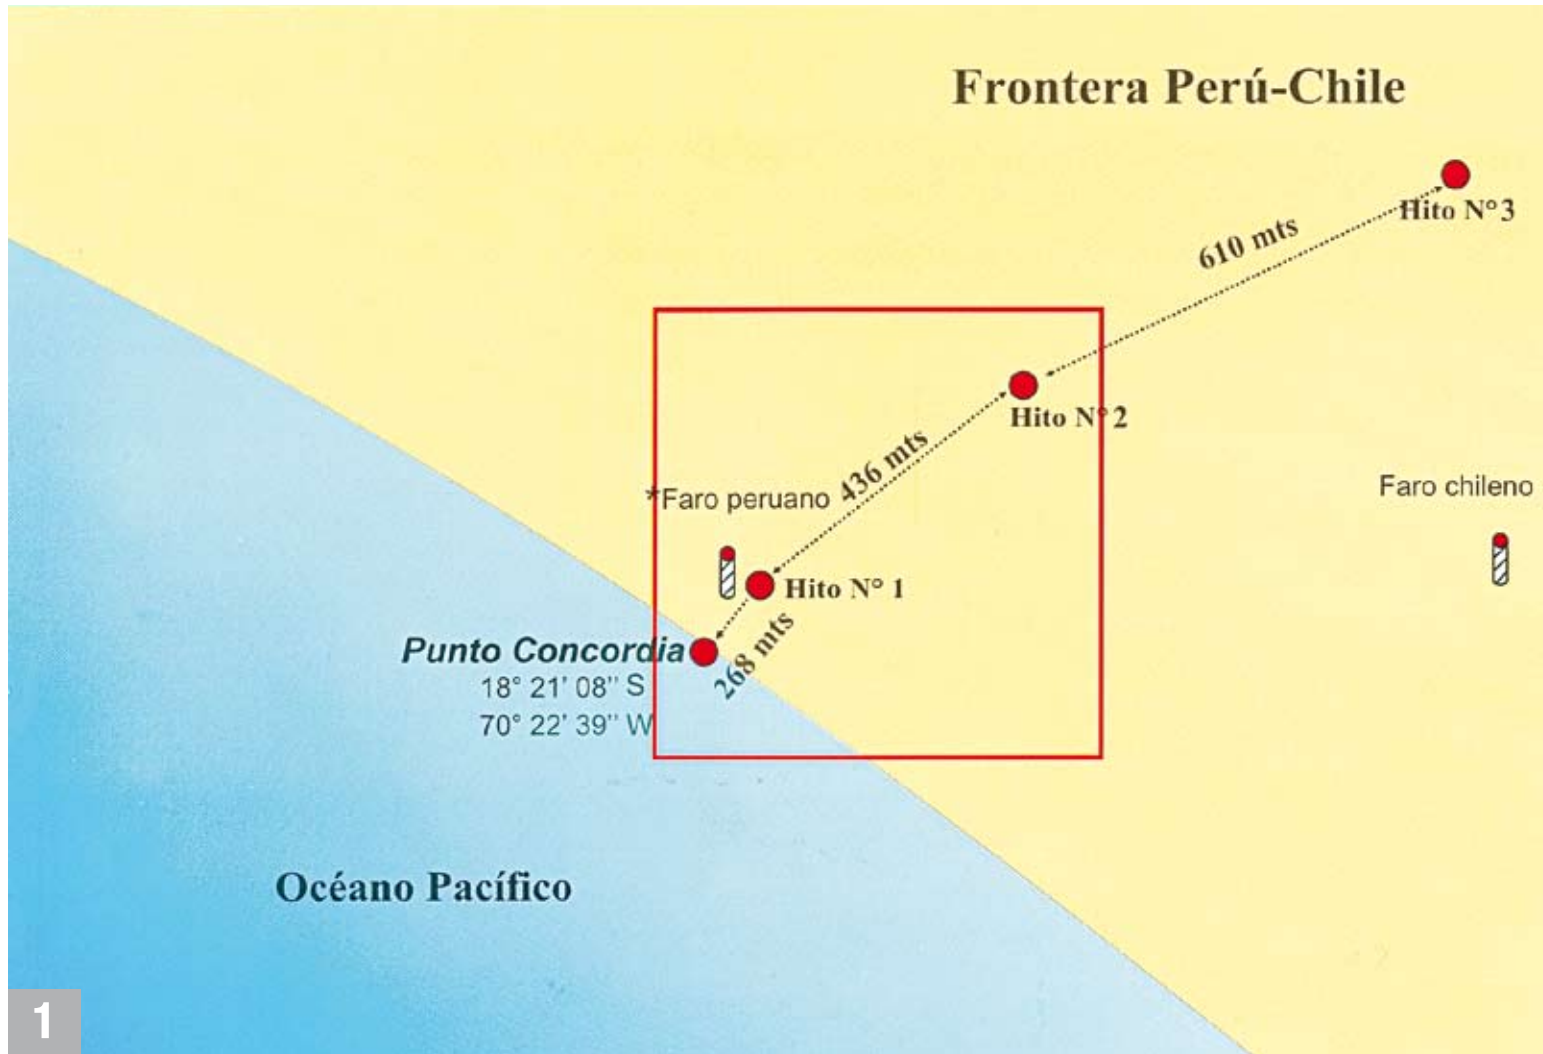 Frontera Perú-Chile
Hito N° 3
610 mts
Hito N° 2
436 mts
*Faro peruano
Faro chileno
Hito N° 1
268 mts
Punto Concordia
18° 21' 08" S
70° 22' 39" W
Océano Pacífico
1